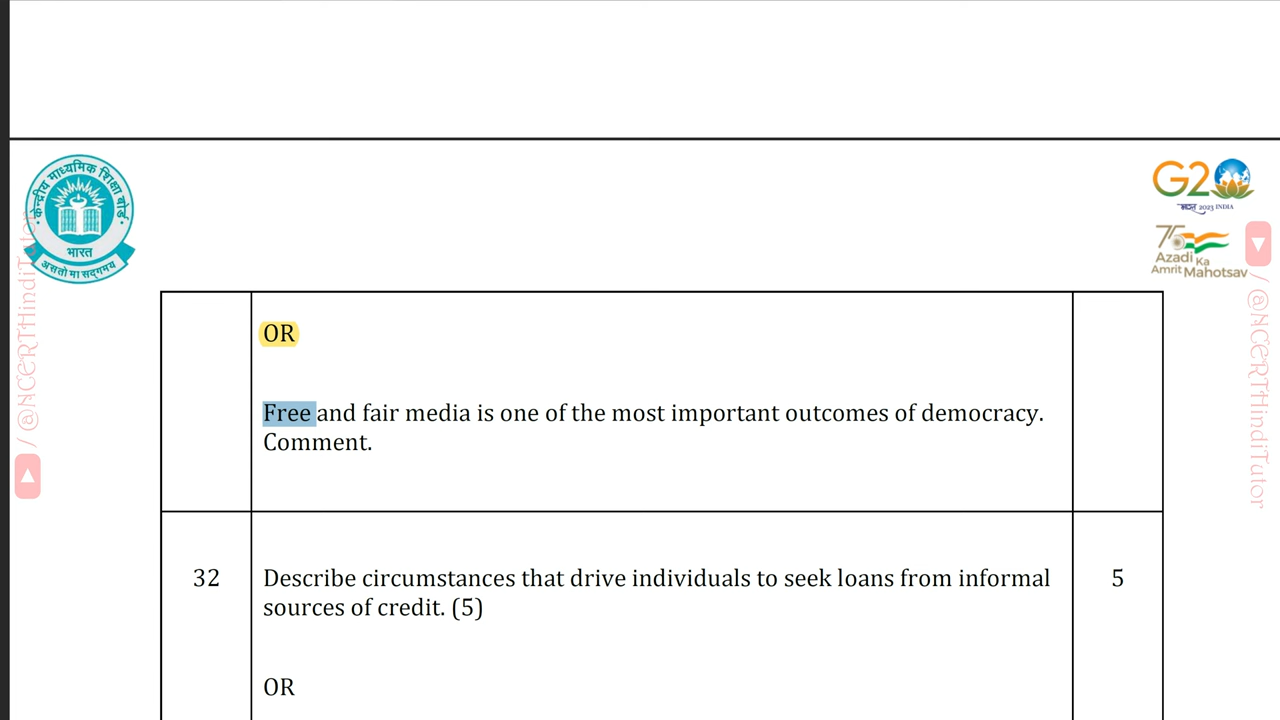 केन्द्रीय माध्यमिक शिक्षा बोर्ड
भारत
असतो मा सद्गमय
G20
भारत 2023 INDIA
75
Azadi Ka
Amrit Mahotsav
/ @NCERTHindiTutor
/ @NCERTHindiTutor
OR
Free and fair media is one of the most important outcomes of democracy.
Comment.
32
Describe circumstances that drive individuals to seek loans from informal
sources of credit. (5)
5
OR